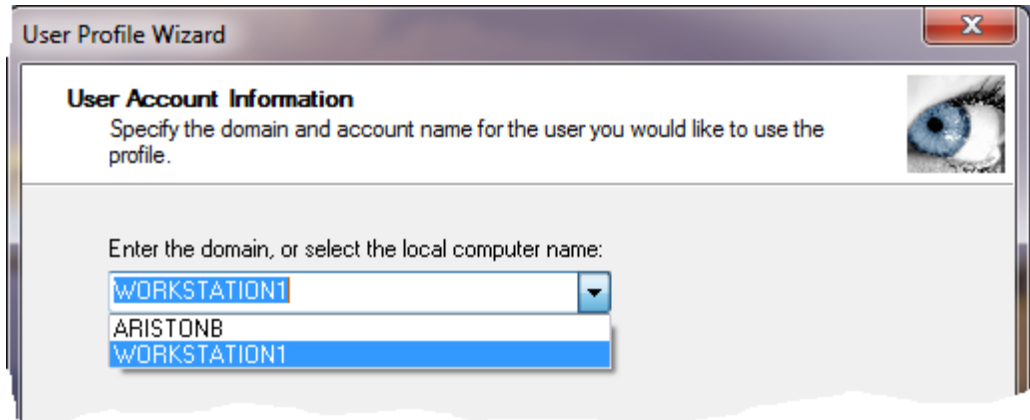 User Profile Wizard
User Account Information
Specify the domain and account name for the user you would like to use the
profile.
Enter the domain, or select the local computer name:
WORKSTATION1
ARISTONB
WORKSTATION1